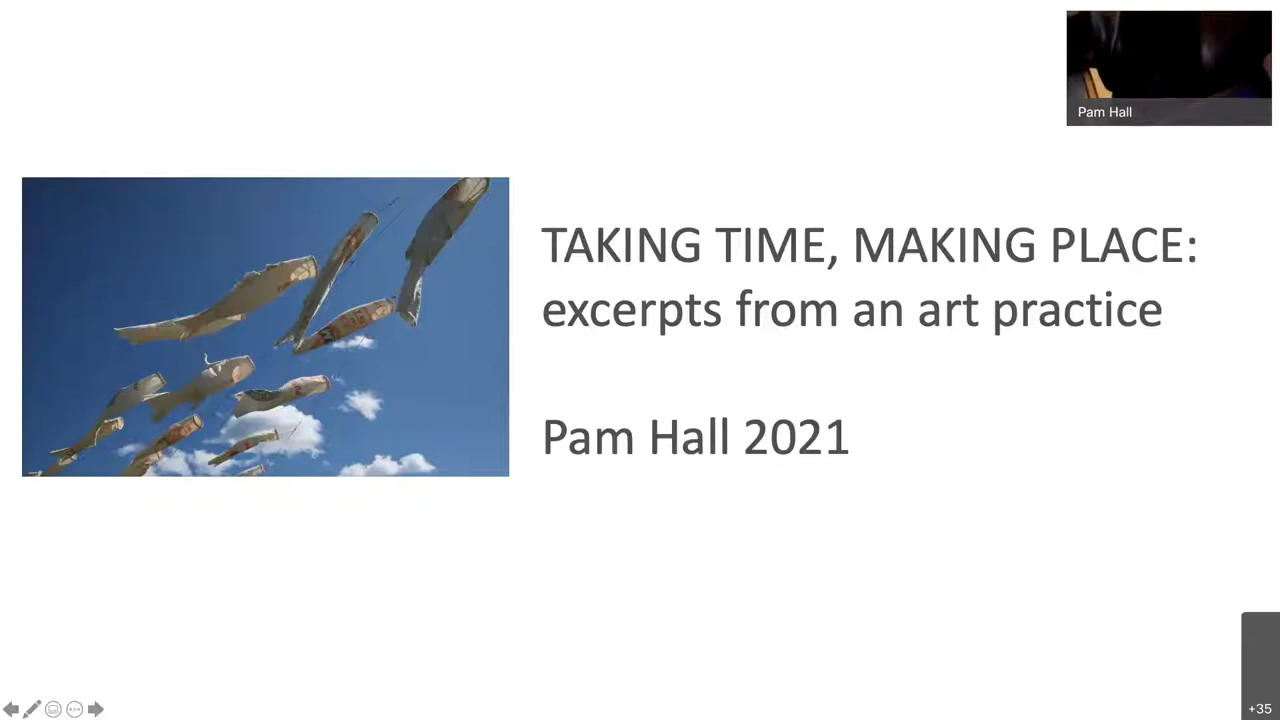 Pam Hall
TAKING TIME, MAKING PLACE:
excerpts from an art practice
Pam Hall 2021
+35